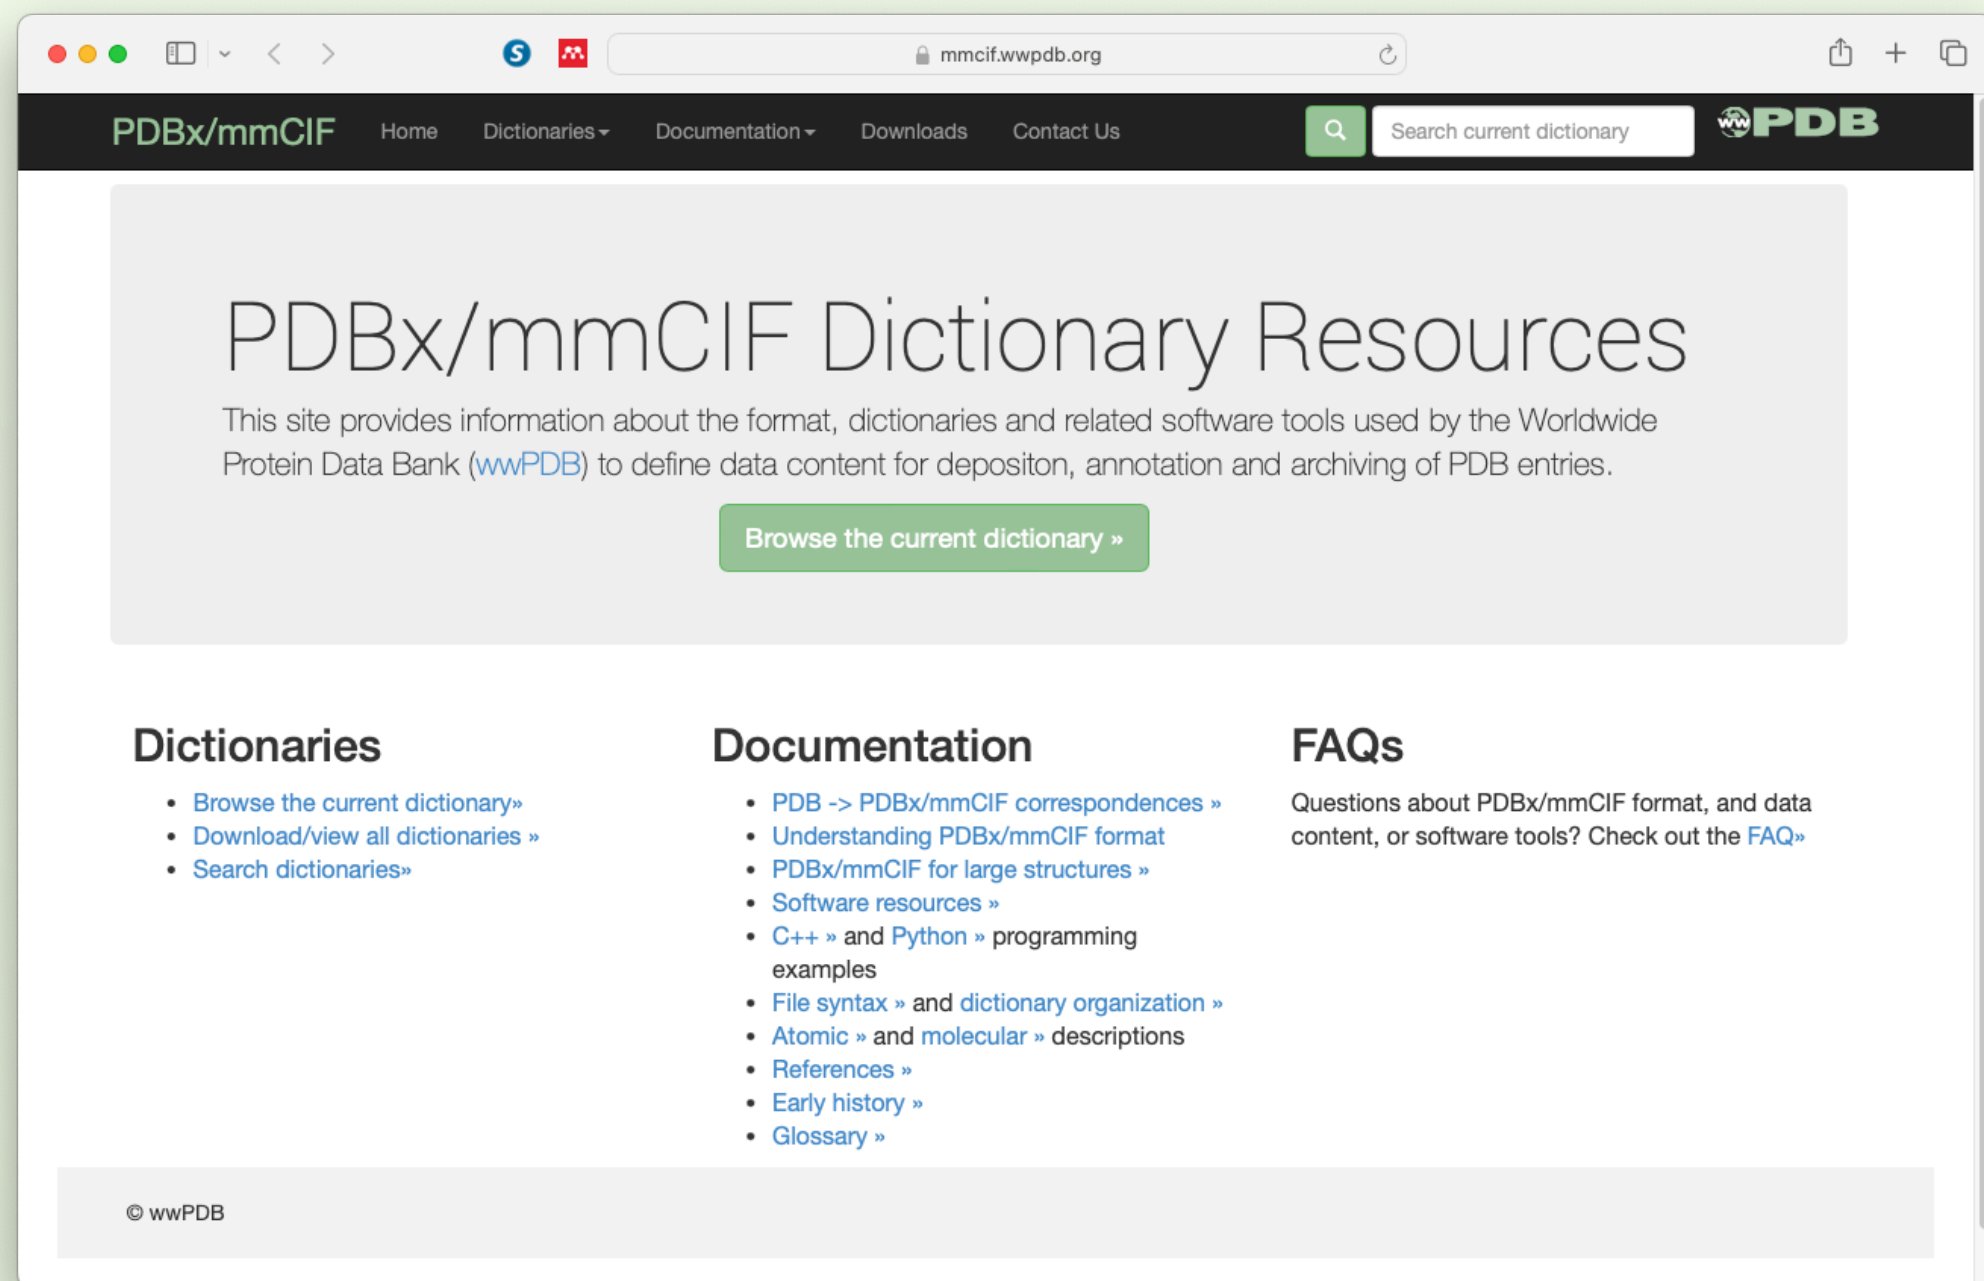 mmcif.wwpdb.org
PDBx/mmCIF Home Dictionaries Documentation Downloads Contact Us Search current dictionary wwPDB
PDBx/mmCIF Dictionary Resources
This site provides information about the format, dictionaries and related software tools used by the Worldwide
Protein Data Bank (wwPDB) to define data content for depositon, annotation and archiving of PDB entries.
Browse the current dictionary »
Dictionaries
• Browse the current dictionary»
• Download/view all dictionaries »
• Search dictionaries»
Documentation
• PDB -> PDBx/mmCIF correspondences »
• Understanding PDBx/mmCIF format
• PDBx/mmCIF for large structures »
• Software resources »
• C++ » and Python » programming
examples
• File syntax » and dictionary organization »
• Atomic » and molecular » descriptions
• References »
• Early history »
• Glossary »
FAQs
Questions about PDBx/mmCIF format, and data
content, or software tools? Check out the FAQ»
© wwPDB